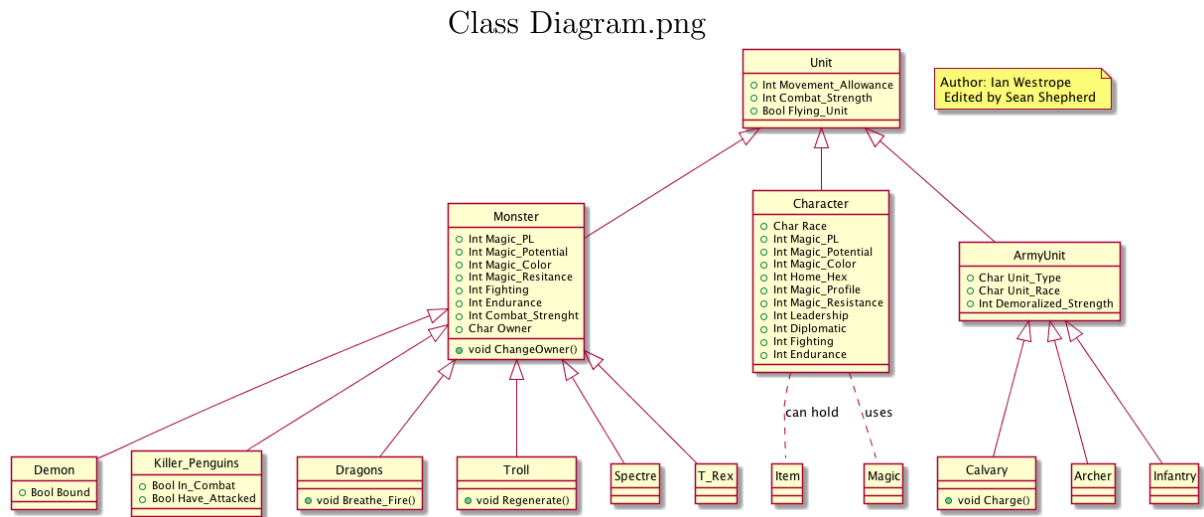 Class Diagram.png
Unit
Int Movement_Allowance
Int Combat_Strength
Bool Flying_Unit
Author: Ian Westrope
Edited by Sean Shepherd
Monster
Int Magic_PL
Int Magic_Potential
Int Magic_Color
Int Magic_Resitance
Int Fighting
Int Endurance
Int Combat_Strenght
Char Owner
void ChangeOwner()
Character
Char Race
Int Magic_PL
Int Magic_Potential
Int Magic_Color
Int Home_Hex
Int Magic_Profile
Int Magic_Resistance
Int Leadership
Int Diplomatic
Int Fighting
Int Endurance
ArmyUnit
Char Unit_Type
Char Unit_Race
Int Demoralized_Strength
can hold
uses
Demon
Bool Bound
Killer_Penguins
Bool In_Combat
Bool Have_Attacked
Dragons
void Breathe_Fire()
Troll
void Regenerate()
Spectre
T_Rex
Item
Magic
Calvary
void Charge()
Archer
Infantry